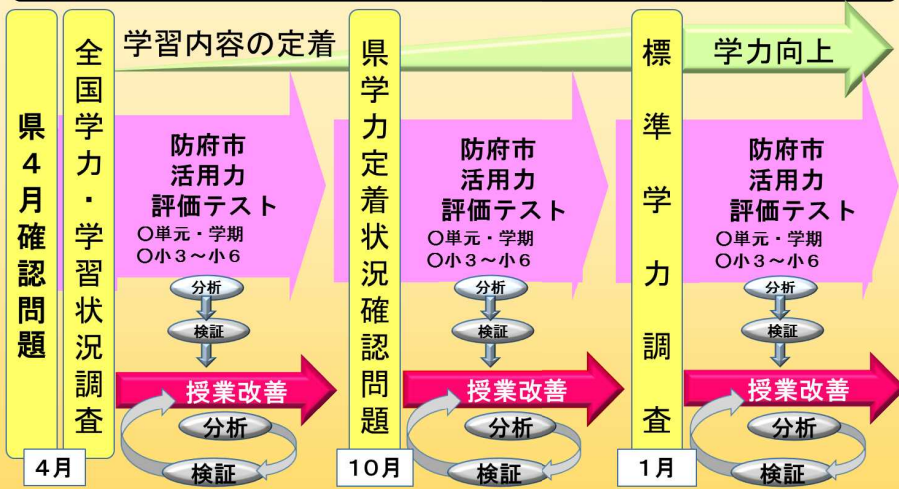 学習内容の定着
学力向上
県4月確認問題
全国学力・学習状況調査
4月
防府市
活用力
評価テスト
○単元・学期
○小3～小6
分析
検証
授業改善
分析
検証
県学力定着状況確認問題
10月
防府市
活用力
評価テスト
○単元・学期
○小3～小6
分析
検証
授業改善
分析
検証
標準学力調査
1月
防府市
活用力
評価テスト
○単元・学期
○小3～小6
分析
検証
授業改善
分析
検証